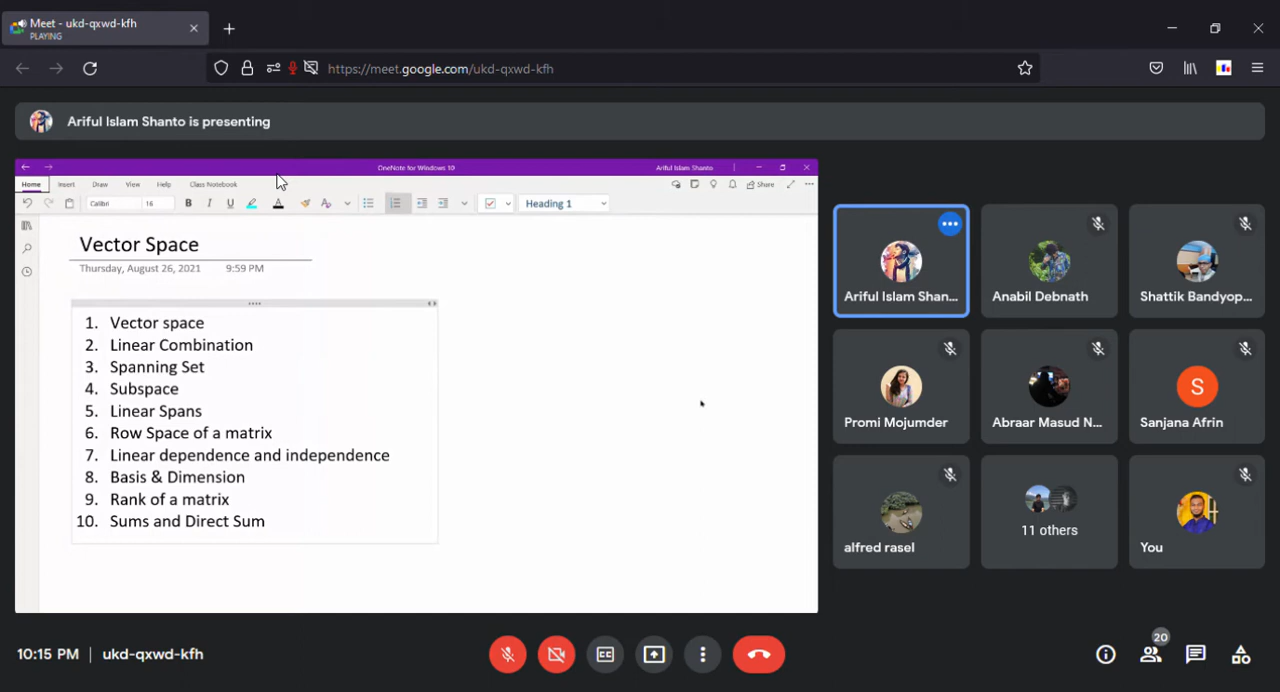 Meet - ukd-qxwd-kfh
PLAYING
https://meet.google.com/ukd-qxwd-kfh
Ariful Islam Shanto is presenting
OneNote for Windows 10
Ariful Islam Shanto
Home Insert Draw View Help Class Notebook
Share
Calibri 16 B I U A Heading 1
Vector Space
Thursday, August 26, 2021 9:59 PM
1. Vector space
2. Linear Combination
3. Spanning Set
4. Subspace
5. Linear Spans
6. Row Space of a matrix
7. Linear dependence and independence
8. Basis & Dimension
9. Rank of a matrix
10. Sums and Direct Sum
Ariful Islam Shan...
Anabil Debnath
Shattik Bandyop...
Promi Mojumder
Abraar Masud N...
S
Sanjana Afrin
alfred rasel
11 others
You
10:15 PM | ukd-qxwd-kfh
CC
20